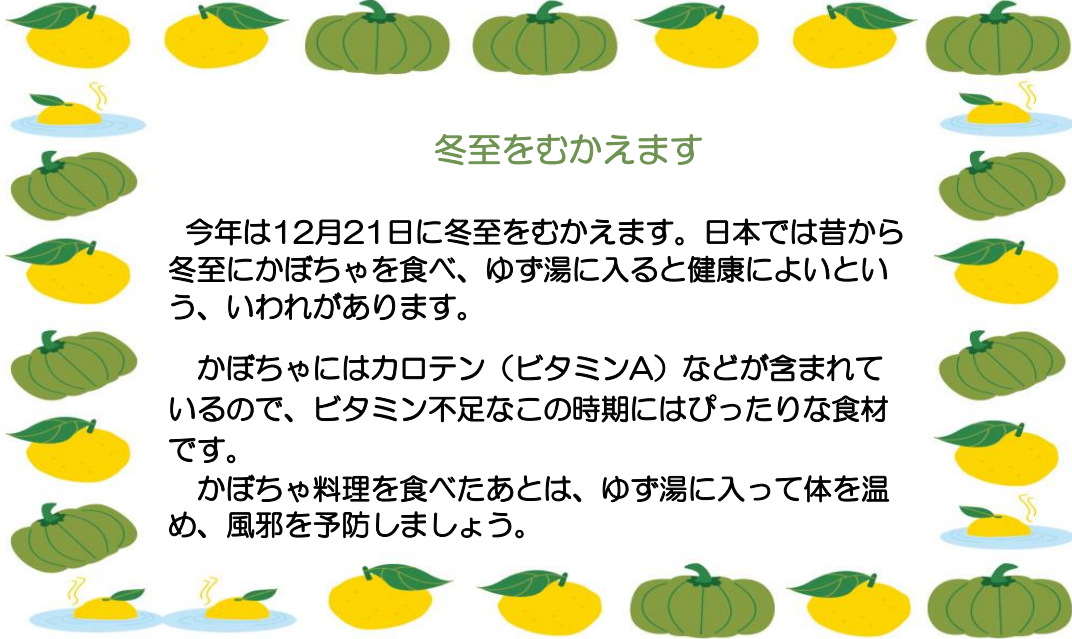 冬至をむかえます
今年は12月21日に冬至をむかえます。日本では昔から
冬至にかぼちゃを食べ、ゆず湯に入ると健康によいとい
う、いわれがあります。
かぼちゃにはカロテン（ビタミンA）などが含まれて
いるので、ビタミン不足なこの時期にはぴったりな食材
です。
かぼちゃ料理を食べたあとは、ゆず湯に入って体を温
め、風邪を予防しましょう。